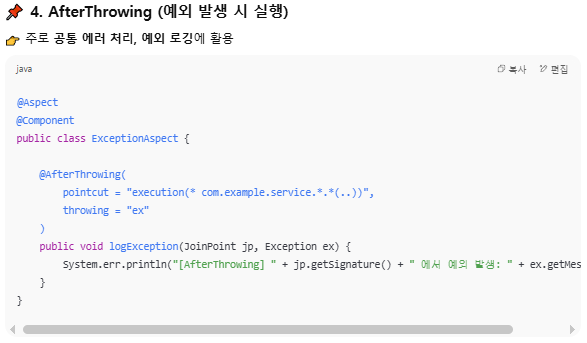 📌 4. AfterThrowing (예외 발생 시 실행)
👉 주로 공통 에러 처리, 예외 로깅에 활용
java 복사 편집
@Aspect
@Component
public class ExceptionAspect {
@AfterThrowing(
pointcut = "execution(* com.example.service.*.*(..))",
throwing = "ex"
)
public void logException(JoinPoint jp, Exception ex) {
System.err.println("[AfterThrowing] " + jp.getSignature() + " 에서 예외 발생: " + ex.getMes
}
}